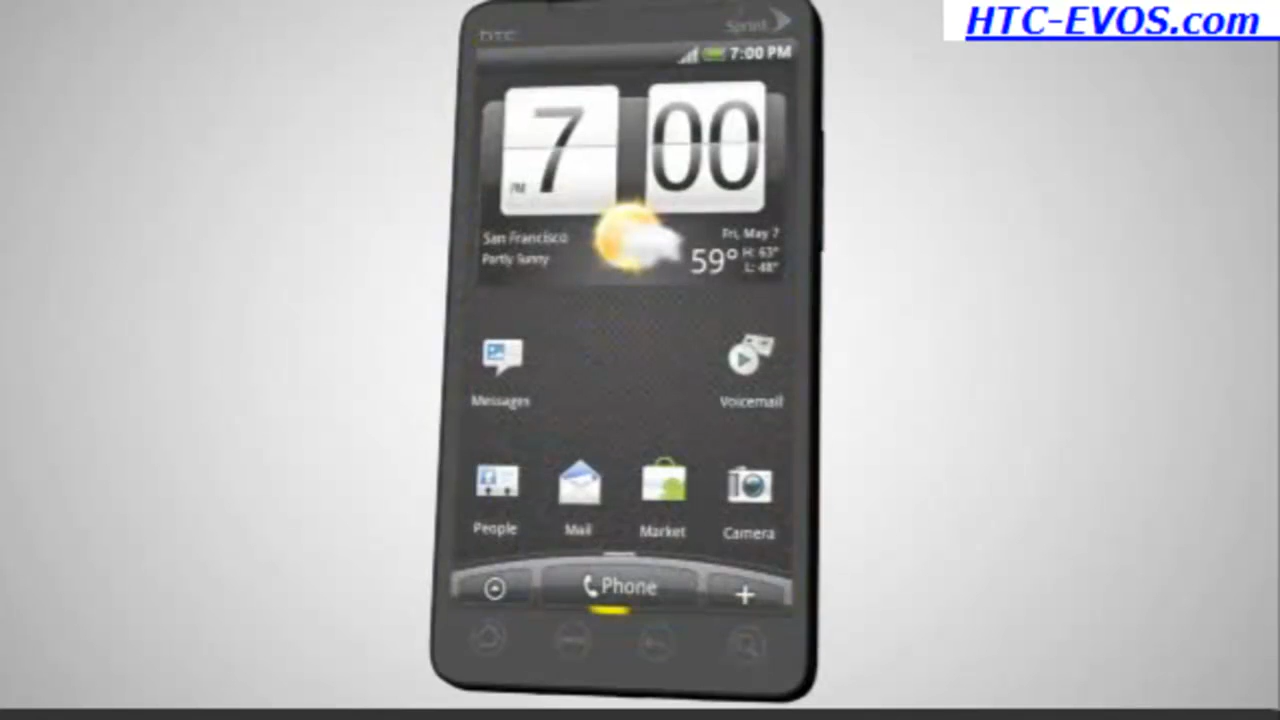 HTC-EVOS.com
hTC Sprint
7:00 PM
7 00
PM
San Francisco Fri, May 7
Partly Sunny 59° H: 63°
L: 48°
Messages Voicemail
People Mail Market Camera
Phone